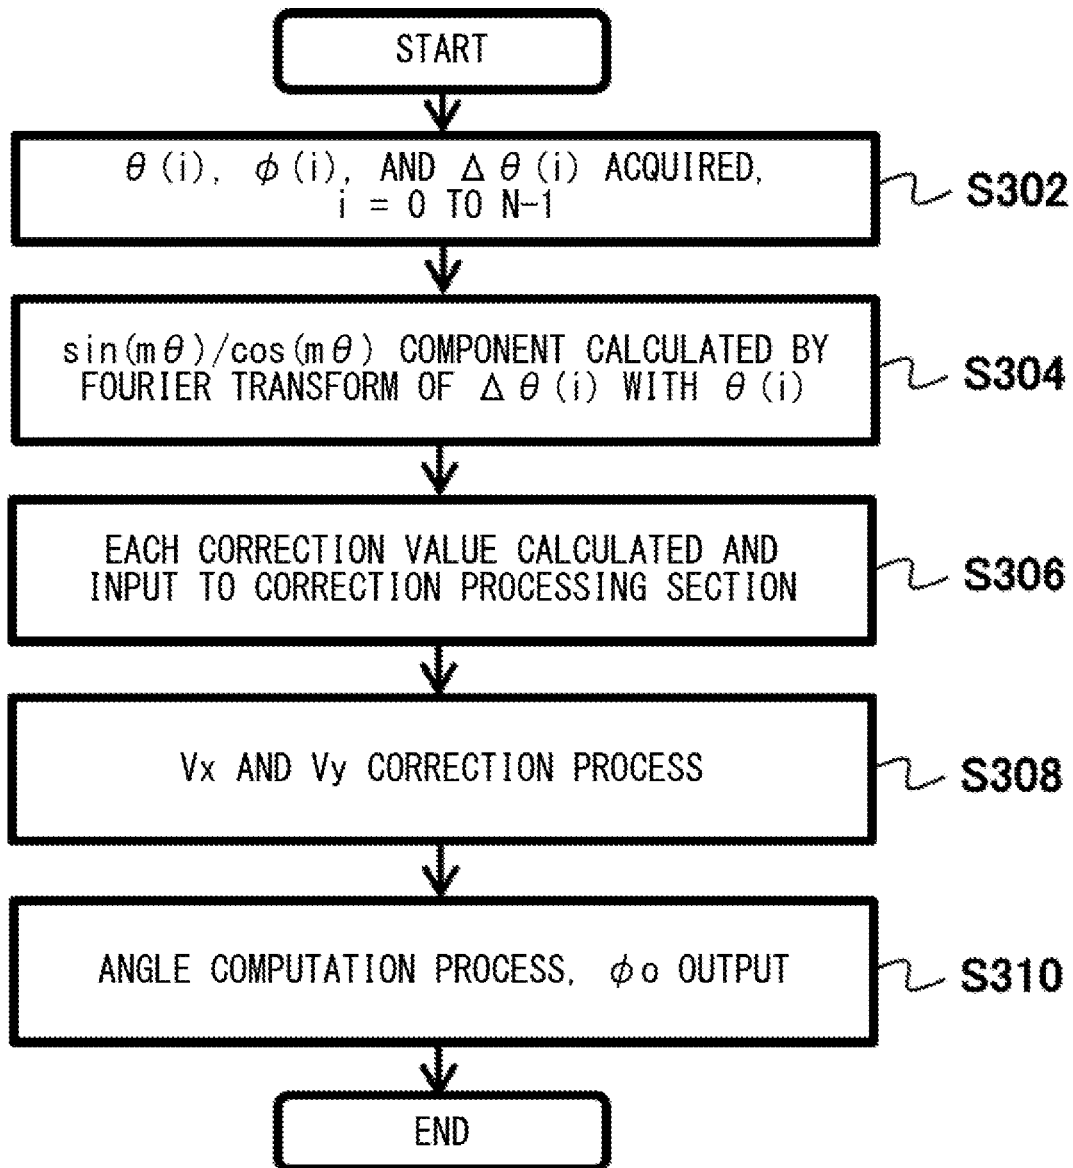 START
θ(i), φ(i), AND Δθ(i) ACQUIRED,
i = 0 TO N-1
S302
sin(mθ)/cos(mθ) COMPONENT CALCULATED BY
FOURIER TRANSFORM OF Δθ(i) WITH θ(i)
S304
EACH CORRECTION VALUE CALCULATED AND
INPUT TO CORRECTION PROCESSING SECTION
S306
Vx AND Vy CORRECTION PROCESS
S308
ANGLE COMPUTATION PROCESS, φo OUTPUT
S310
END